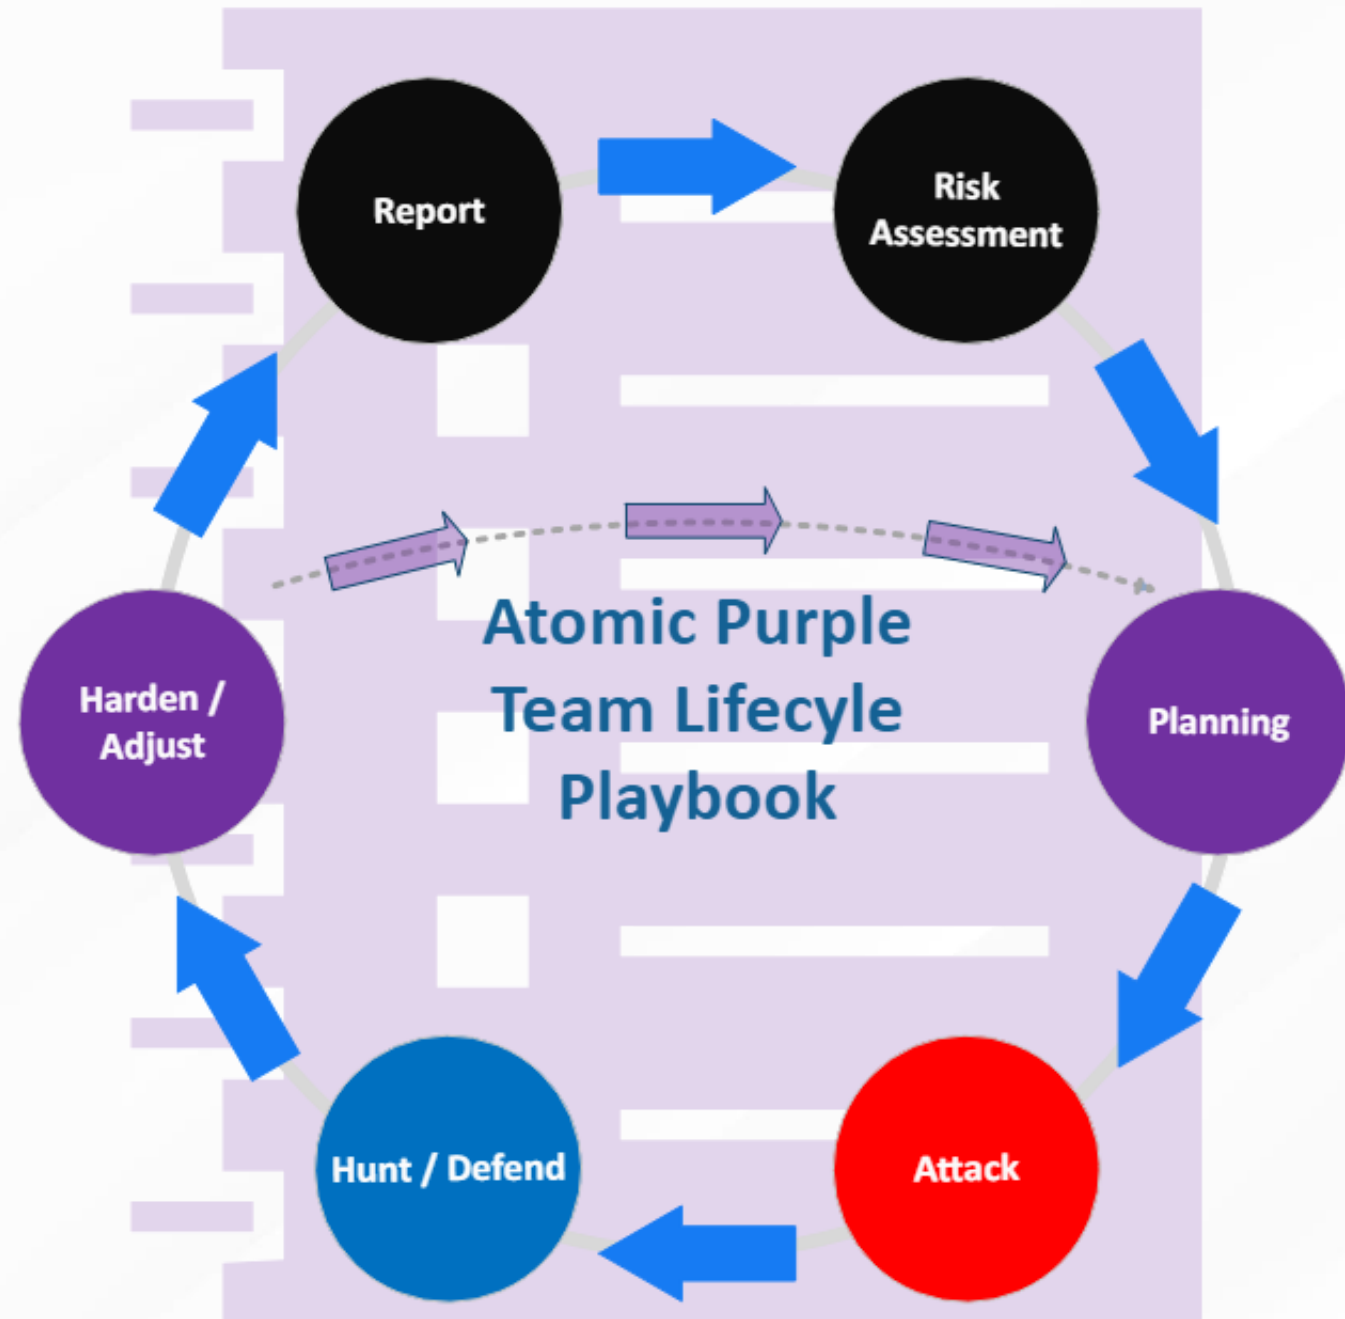 Report
Risk
Assessment
Atomic Purple
Team Lifecyle
Playbook
Harden /
Adjust
Planning
Hunt / Defend
Attack